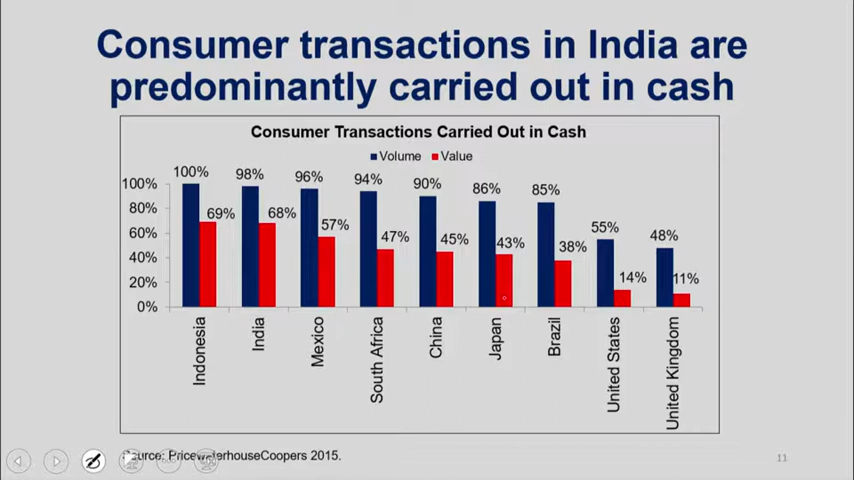 Consumer transactions in India are
predominantly carried out in cash
Consumer Transactions Carried Out in Cash
Volume Value
100% 98% 96% 94% 90% 86% 85% 55% 48%
69% 68% 57% 47% 45% 43% 38% 14% 11%
100%
80%
60%
40%
20%
0%
Indonesia
India
Mexico
South Africa
China
Japan
Brazil
United States
United Kingdom
Source: PricewaterhouseCoopers 2015.
11